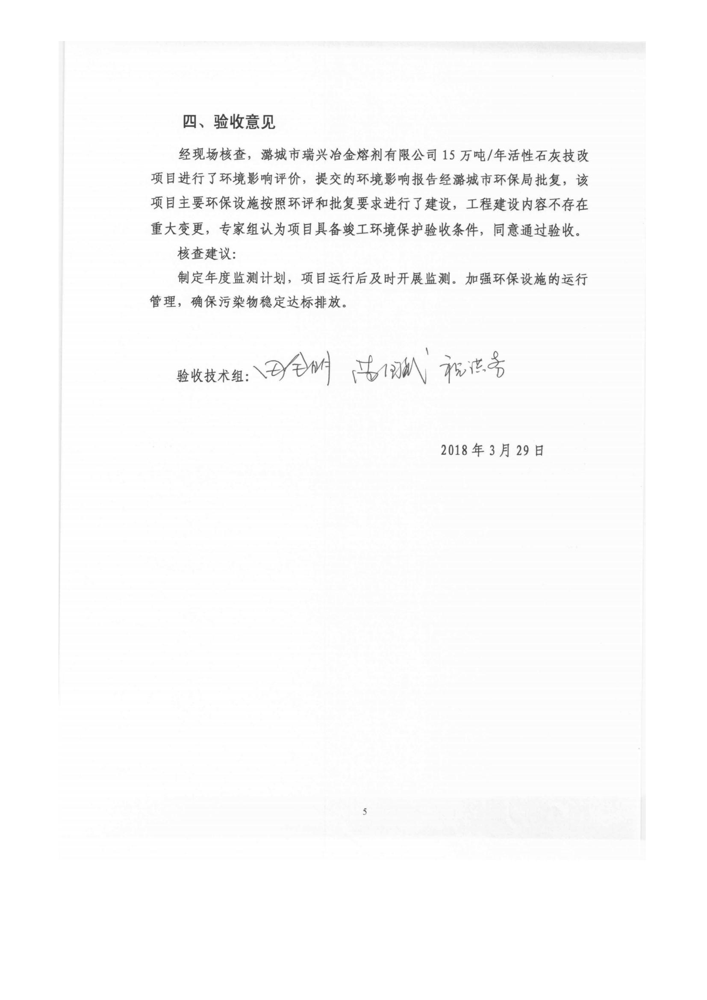 四、验收意见
经现场核查，潞城市瑞兴冶金熔剂有限公司 15 万吨/年活性石灰技改
项目进行了环境影响评价，提交的环境影响报告经潞城市环保局批复，该
项目主要环保设施按照环评和批复要求进行了建设，工程建设内容不存在
重大变更，专家组认为项目具备竣工环境保护验收条件，同意通过验收。
核查建议：
制定年度监测计划，项目运行后及时开展监测。加强环保设施的运行
管理，确保污染物稳定达标排放。
验收技术组：
2018 年 3 月 29 日
5